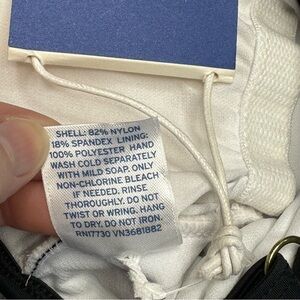 SHELL: 82% NYLON
18% SPANDEX LINING:
100% POLYESTER HAND
WASH COLD SEPARATELY
WITH MILD SOAP. ONLY
NON-CHLORINE BLEACH
IF NEEDED. RINSE
THOROUGHLY. DO NOT
TWIST OR WRING. HANG
TO DRY. DO NOT IRON.
RN17730 VN3681882